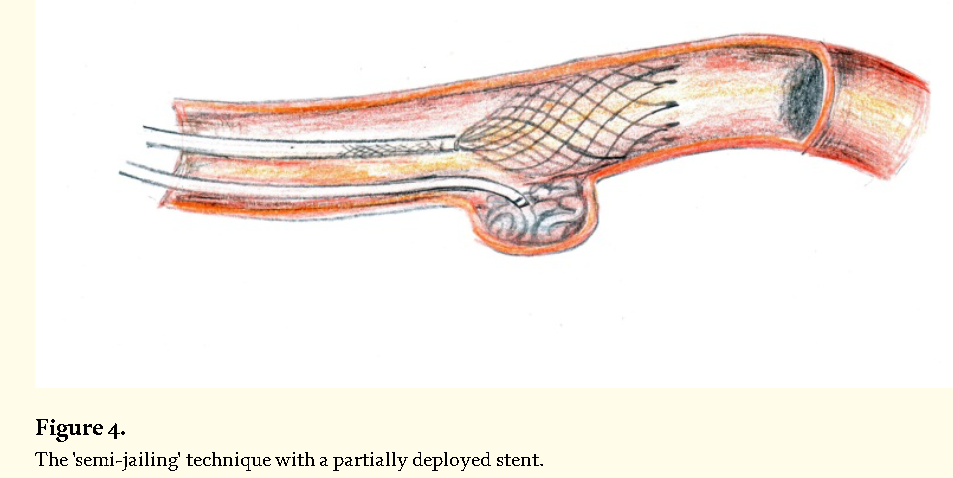 Figure 4.
The 'semi-jailing' technique with a partially deployed stent.